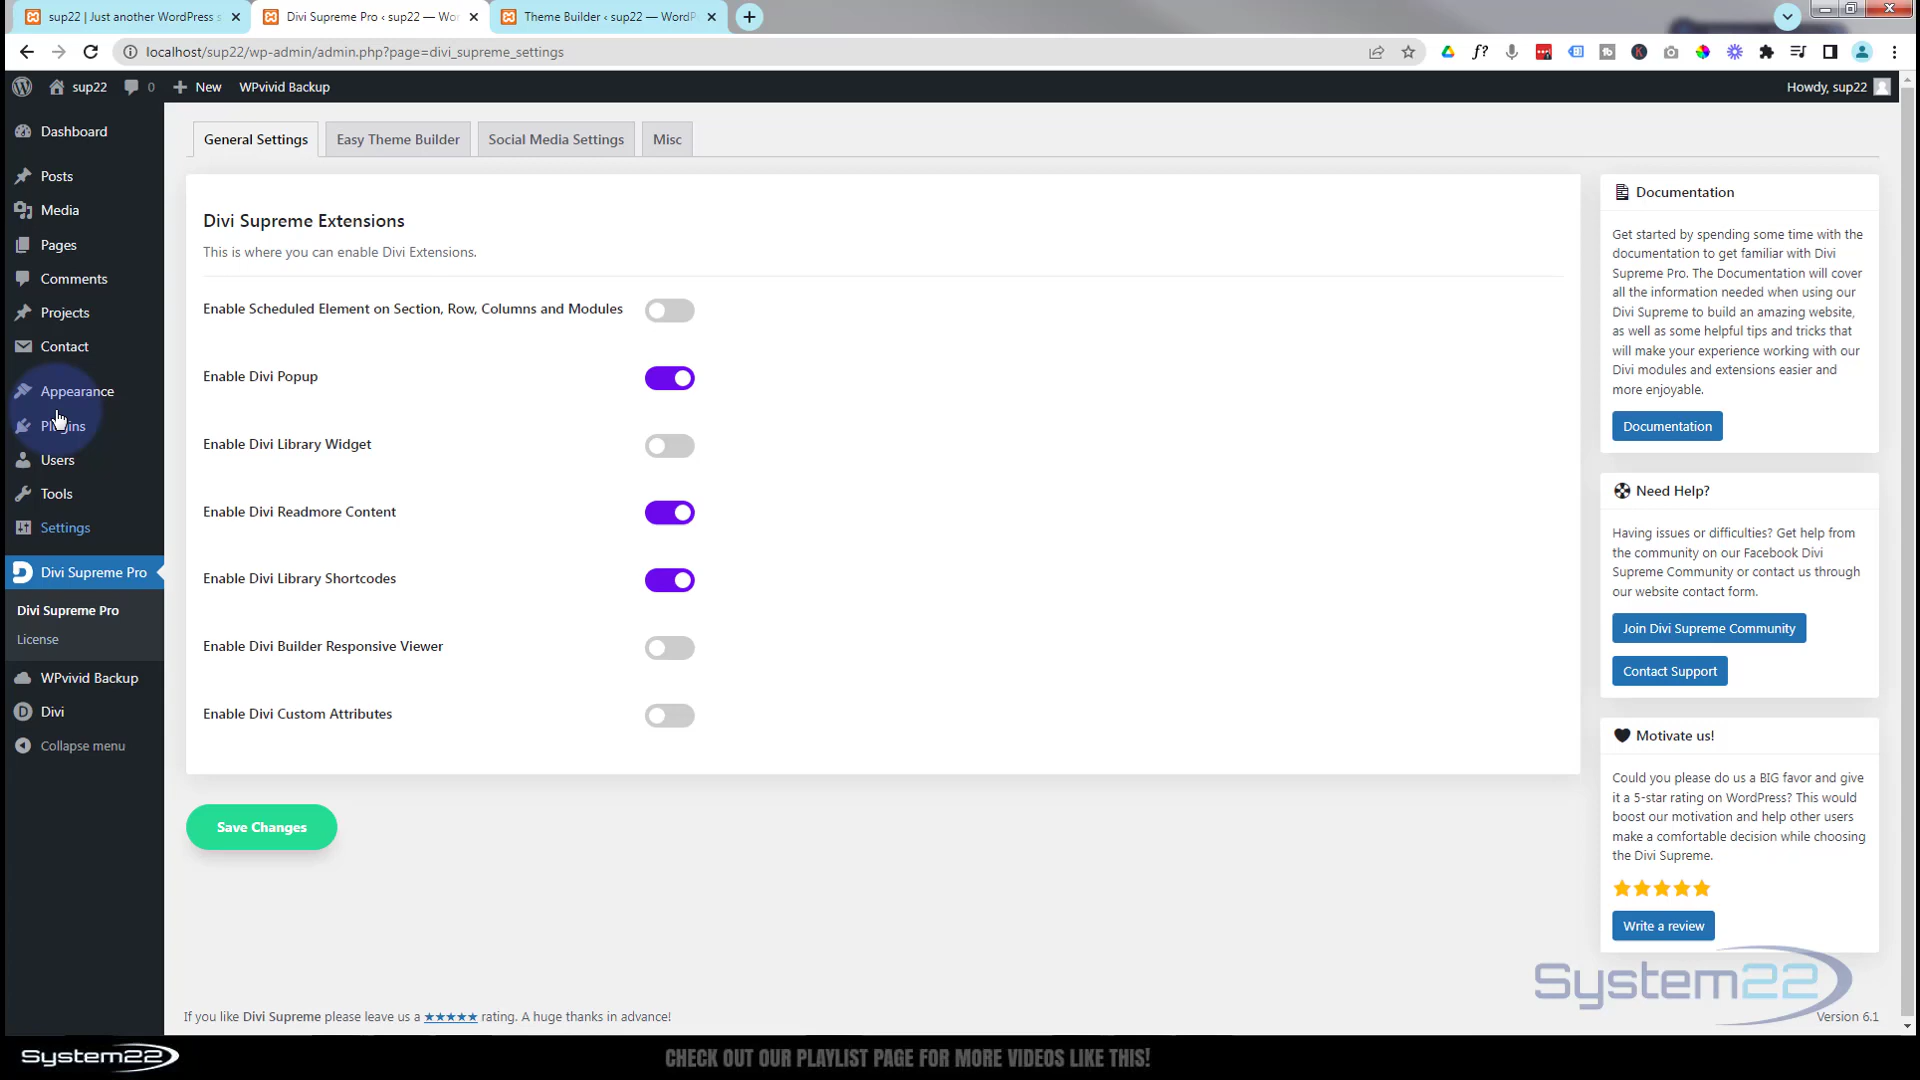 sup22 | Just another WordPress s
Divi Supreme Pro ‹ sup22 — Wor
Theme Builder ‹ sup22 — WordP
localhost/sup22/wp-admin/admin.php?page=divi_supreme_settings
sup22
0
New
WPvivid Backup
Howdy, sup22
Dashboard
Posts
Media
Pages
Comments
Projects
Contact
Appearance
Plugins
Users
Tools
Settings
Divi Supreme Pro
Divi Supreme Pro
License
WPvivid Backup
Divi
Collapse menu
General Settings
Easy Theme Builder
Social Media Settings
Misc
Divi Supreme Extensions
This is where you can enable Divi Extensions.
Enable Scheduled Element on Section, Row, Columns and Modules
Enable Divi Popup
Enable Divi Library Widget
Enable Divi Readmore Content
Enable Divi Library Shortcodes
Enable Divi Builder Responsive Viewer
Enable Divi Custom Attributes
Save Changes
Documentation
Get started by spending some time with the
documentation to get familiar with Divi
Supreme Pro. The Documentation will cover
all the information needed when using our
Divi Supreme to build an amazing website,
as well as some helpful tips and tricks that
will make your experience working with our
Divi modules and extensions easier and
more enjoyable.
Documentation
Need Help?
Having issues or difficulties? Get help from
the community on our Facebook Divi
Supreme Community or contact us through
our website contact form.
Join Divi Supreme Community
Contact Support
Motivate us!
Could you please do us a BIG favor and give
it a 5-star rating on WordPress? This would
boost our motivation and help other users
make a comfortable decision while choosing
the Divi Supreme.
Write a review
System22
If you like Divi Supreme please leave us a ★★★★★ rating. A huge thanks in advance!
Version 6.1
System22
CHECK OUT OUR PLAYLIST PAGE FOR MORE VIDEOS LIKE THIS!